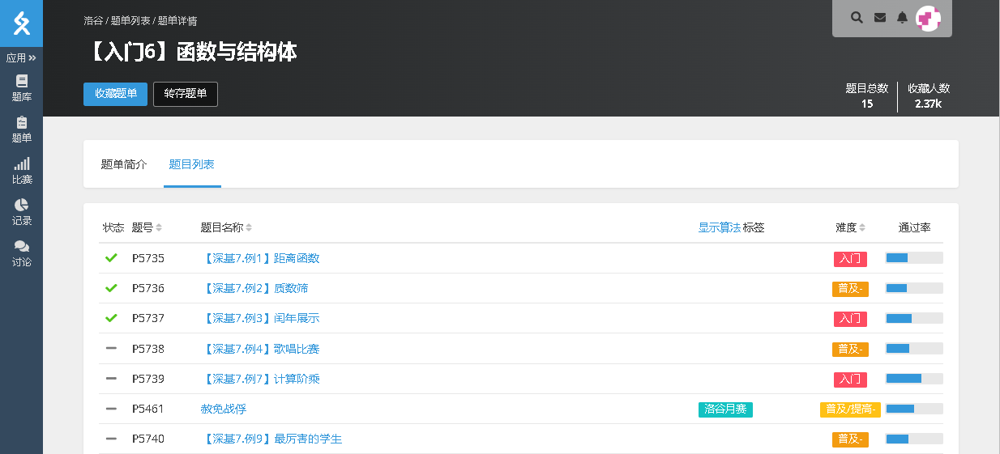 洛谷 / 题单列表 / 题单详情
【入门6】函数与结构体
收藏题单 转存题单
题目总数 收藏人数
15 2.37k
应用
题库
题单
比赛
记录
讨论
题单简介 题目列表
状态 题号 题目名称 显示算法 标签 难度 通过率
P5735 【深基7.例1】距离函数 入门
P5736 【深基7.例2】质数筛 普及-
P5737 【深基7.例3】闰年展示 入门
P5738 【深基7.例4】歌唱比赛 普及-
P5739 【深基7.例7】计算阶乘 入门
P5461 赦免战俘 洛谷月赛 普及/提高-
P5740 【深基7.例9】最厉害的学生 普及-